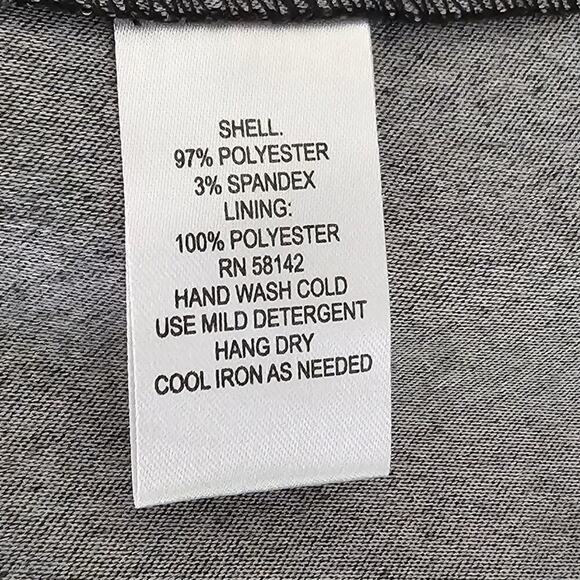 SHELL.
97% POLYESTER
3% SPANDEX
LINING:
100% POLYESTER
RN 58142
HAND WASH COLD
USE MILD DETERGENT
HANG DRY
COOL IRON AS NEEDED